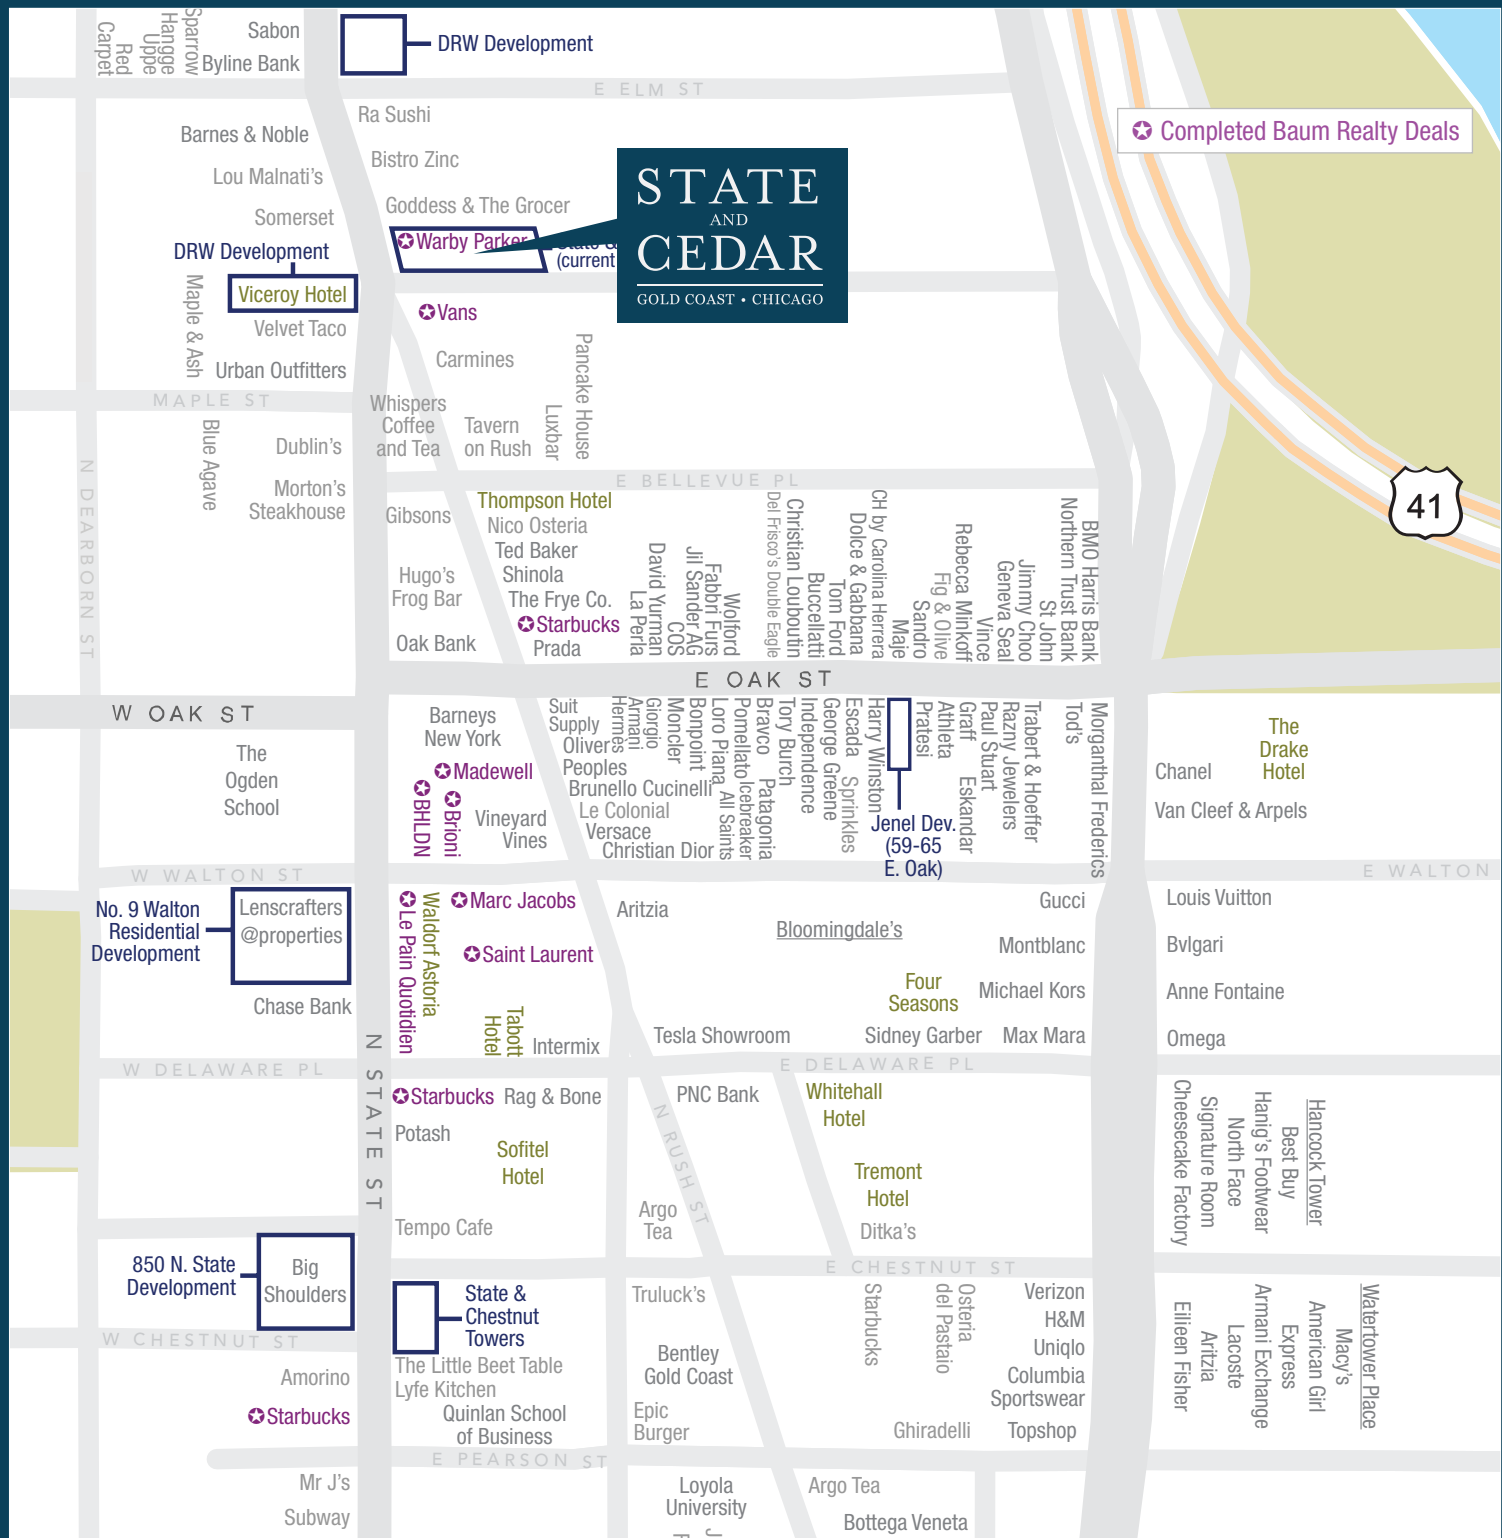 Sabon
Byline Bank
Sparrow
Hangge
Uppe
Red
Carpet
DRW Development
E ELM ST
Ra Sushi
Barnes & Noble
Bistro Zinc
Lou Malnati's
Goddess & The Grocer
Somerset
DRW Development
Viceroy Hotel
Warby Parker
(current
STATE
AND
CEDAR
GOLD COAST • CHICAGO
Completed Baum Realty Deals
Maple & Ash
Velvet Taco
Urban Outfitters
Vans
Carmines
Pancake House
MAPLE ST
Whispers
Coffee
and Tea
Tavern
on Rush
Luxbar
Blue Agave
Dublin's
Morton's
Steakhouse
N DEARBORN ST
E BELLEVUE PL
41
Gibsons
Hugo's
Frog Bar
Oak Bank
Thompson Hotel
Nico Osteria
Ted Baker
Shinola
The Frye Co.
Starbucks
Prada
La Perla
David Yurman
COS
Jil Sander AG
Fabbri Furs
Wolford
Del Frisco's Double Eagle
Christian Louboutin
Buccellatti
Tom Ford
Dolce & Gabbana
CH by Carolina Herrera
Maje
Sandro
Fig & Olive
Rebecca Minkoff
Vince
Geneva Seal
Jimmy Choo
St John
Northern Trust Bank
BMO Harris Bank
E OAK ST
W OAK ST
The
Ogden
School
Barneys
New York
Madewell
BHLDN
Brioni
Vineyard
Vines
Suit
Supply
Oliver
Peoples
Brunello Cucinelli
Le Colonial
Versace
Christian Dior
Hermes
Armani
Giorgio
Moncler
Bonpoint
Loro Piana
All Saints
Pomellato
Icebreaker
Bravco
Patagonia
Tory Burch
Independence
George Greene
Escada
Sprinkles
Harry Winston
Jenel Dev.
(59-65
E. Oak)
Pratesi
Athleta
Graff
Eskandar
Paul Stuart
Razny Jewelers
Trabert & Hoeffer
Tod's
Morganthal Frederics
Chanel
The
Drake
Hotel
Van Cleef & Arpels
W WALTON ST
E WALTON
No. 9 Walton
Residential
Development
Lenscrafters
@properties
Chase Bank
Le Pain Quotidien
Waldorf Astoria
Marc Jacobs
Saint Laurent
Tabott
Hotel
Intermix
Aritzia
Bloomingdale's
Four
Seasons
Tesla Showroom
Sidney Garber
Gucci
Montblanc
Michael Kors
Max Mara
Louis Vuitton
Bvlgari
Anne Fontaine
Omega
N STATE ST
W DELAWARE PL
E DELAWARE PL
Starbucks
Rag & Bone
Potash
Sofitel
Hotel
Tempo Cafe
PNC Bank
N RUSH ST
Argo
Tea
Whitehall
Hotel
Tremont
Hotel
Ditka's
Cheesecake Factory
Signature Room
North Face
Hanig's Footwear
Best Buy
Hancock Tower
850 N. State
Development
Big
Shoulders
E CHESTNUT ST
W CHESTNUT ST
State &
Chestnut
Towers
The Little Beet Table
Lyfe Kitchen
Quinlan School
of Business
Amorino
Starbucks
Truluck's
Bentley
Gold Coast
Epic
Burger
Starbucks
Osteria
del Pastaio
Verizon
H&M
Uniqlo
Columbia
Sportswear
Ghiradelli
Topshop
Eilieen Fisher
Aritzia
Lacoste
Armani Exchange
Express
American Girl
Macy's
Watertower Place
E PEARSON ST
Mr J's
Subway
Loyola
University
Argo Tea
Bottega Veneta